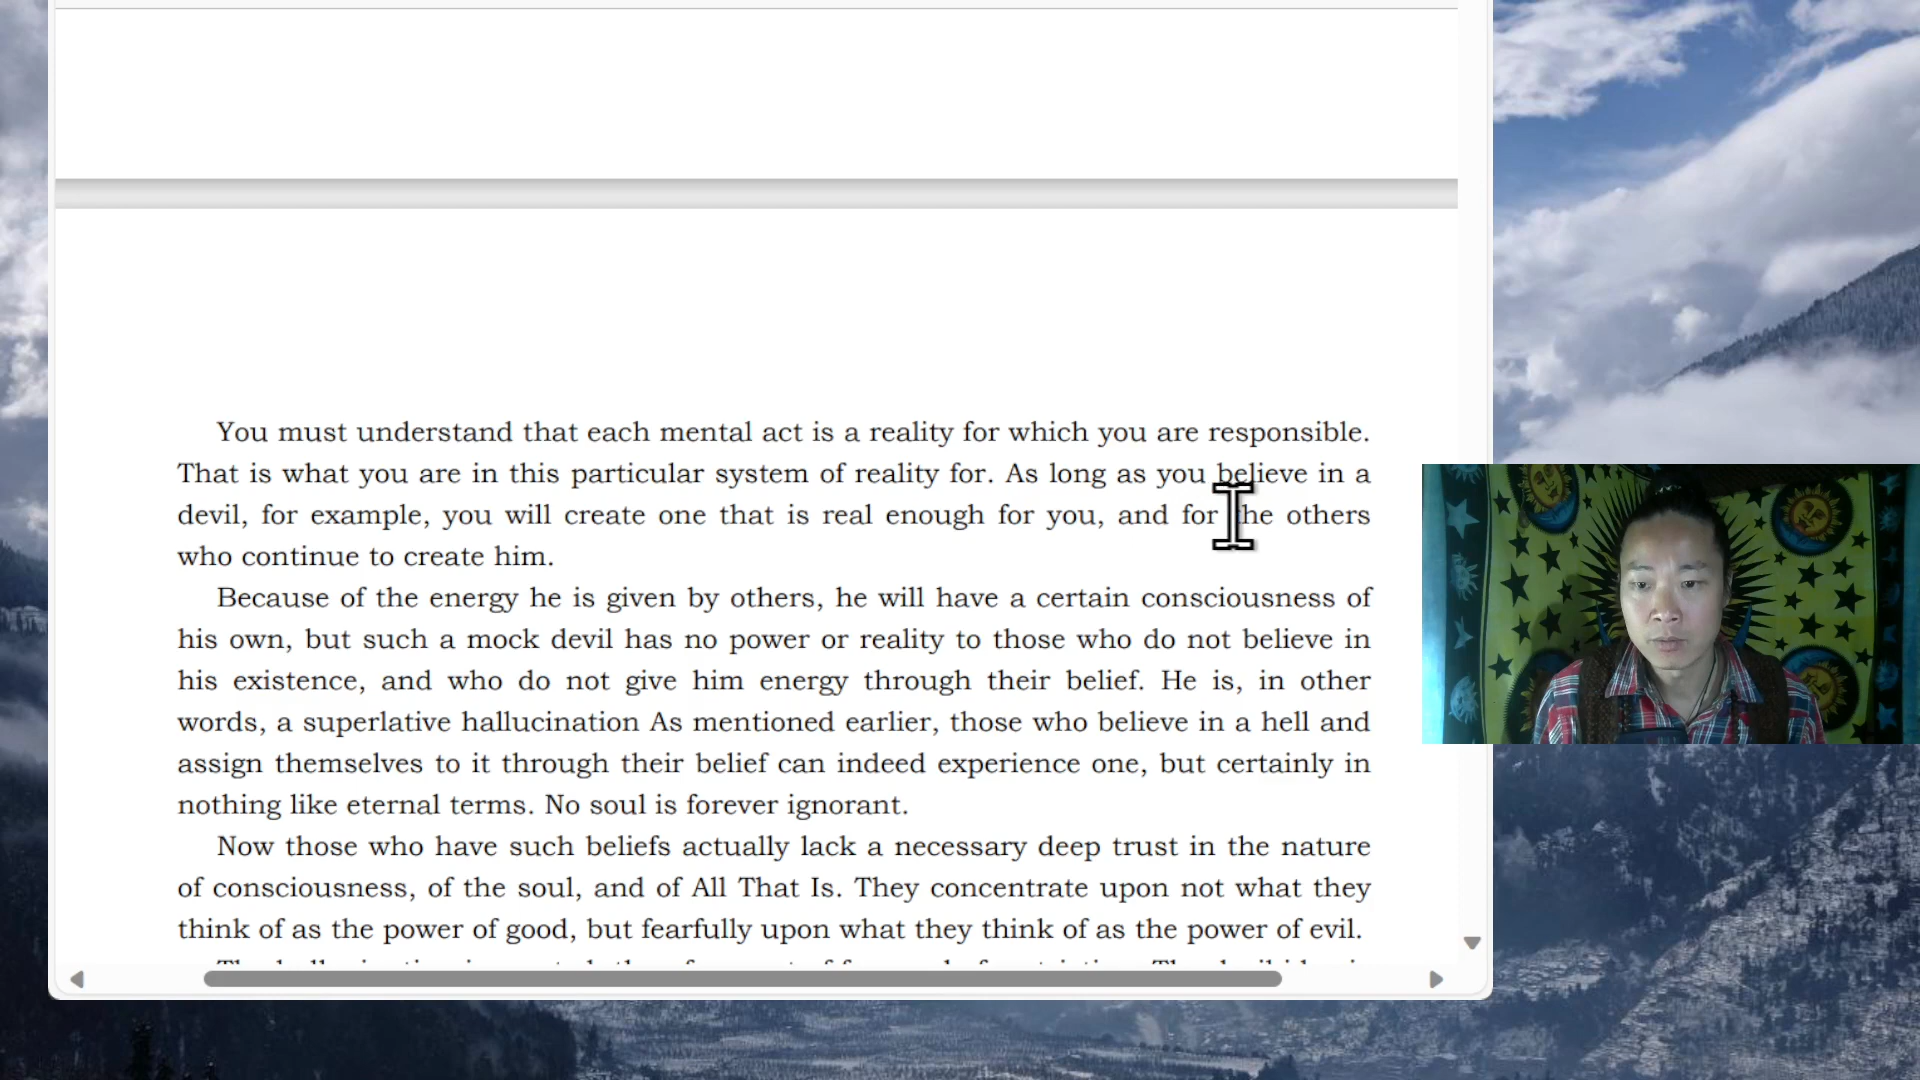 You must understand that each mental act is a reality for which you are responsible.
That is what you are in this particular system of reality for. As long as you believe in a
devil, for example, you will create one that is real enough for you, and for the others
who continue to create him.
Because of the energy he is given by others, he will have a certain consciousness of
his own, but such a mock devil has no power or reality to those who do not believe in
his existence, and who do not give him energy through their belief. He is, in other
words, a superlative hallucination As mentioned earlier, those who believe in a hell and
assign themselves to it through their belief can indeed experience one, but certainly in
nothing like eternal terms. No soul is forever ignorant.
Now those who have such beliefs actually lack a necessary deep trust in the nature
of consciousness, of the soul, and of All That Is. They concentrate upon not what they
think of as the power of good, but fearfully upon what they think of as the power of evil.